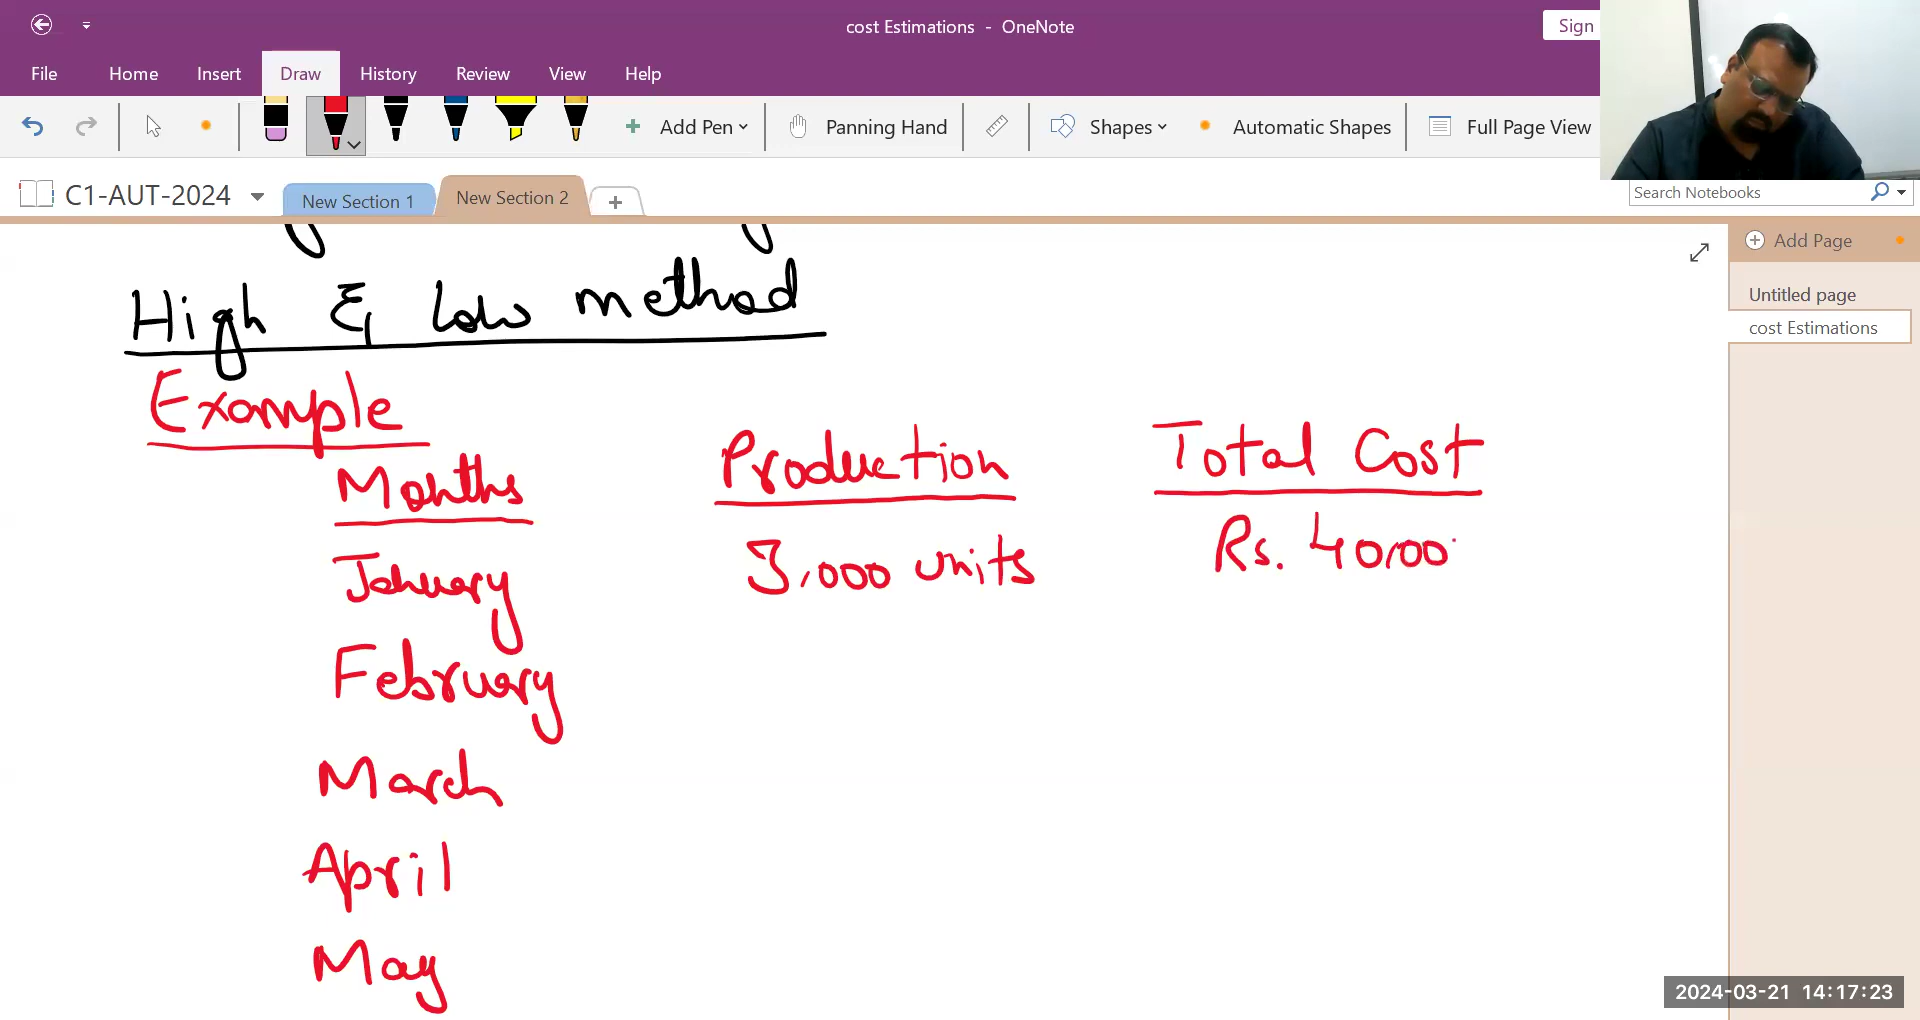 cost Estimations - OneNote
Sign
File Home Insert Draw History Review View Help
Add Pen Panning Hand Shapes Automatic Shapes Full Page View
C1-AUT-2024 New Section 1 New Section 2
Search Notebooks
Add Page
Untitled page
cost Estimations
High & Low method
Example
Months Production Total Cost
January 3,000 units Rs. 40,00
February
March
April
May
2024-03-21 14:17:23